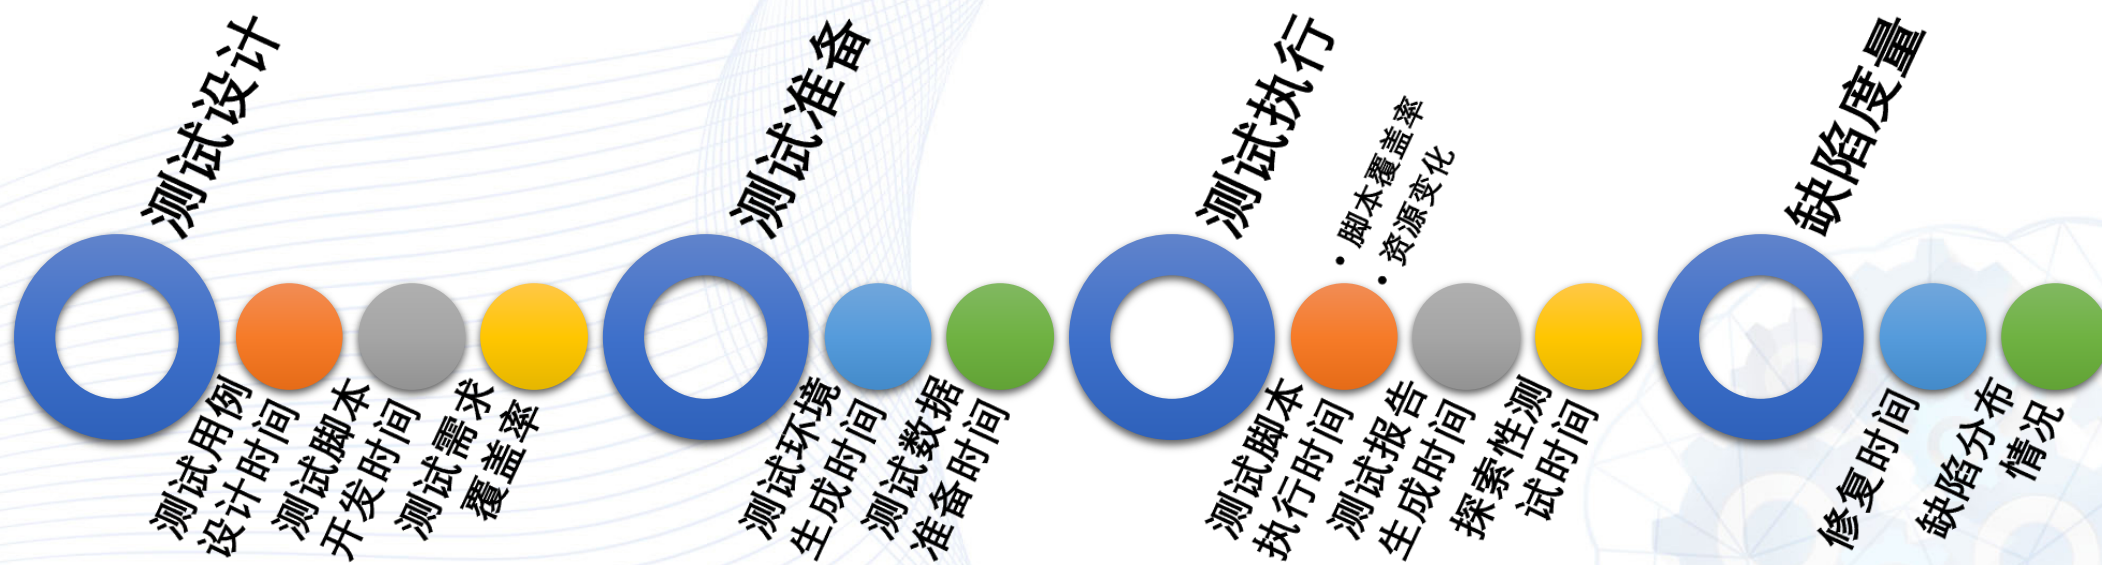 测试设计
测试用例
设计时间
测试脚本
开发时间
测试需求
覆盖率
测试准备
测试环境
生成时间
测试数据
准备时间
测试执行
• 脚本覆盖率
• 资源变化
测试脚本
执行时间
测试报告
生成时间
探索性测
试时间
缺陷度量
修复时间
缺陷分布
情况